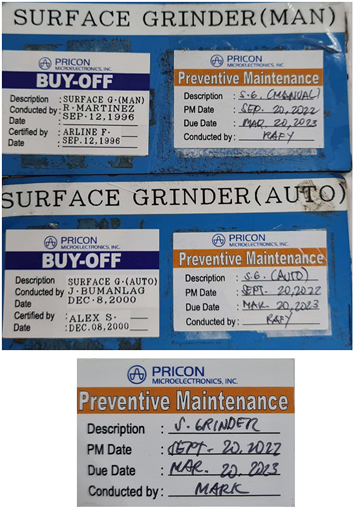 SURFACE GRINDER(MAN)
PRICON
MICROELECTRONICS, INC.
BUY-OFF
Description : SURFACE G.(MAN)
Conducted by : R. MARTINEZ
Date : SEP.12,1996
Certified by : ARLINE F.
Date : SEP.12,1996
PRICON
MICROELECTRONICS, INC.
Preventive Maintenance
Description : S.G. (MANUAL)
PM Date : SEP. 20, 2022
Due Date : MAR. 20, 2023
Conducted by : RAFY
SURFACE GRINDER(AUTO)
PRICON
MICROELECTRONICS, INC.
BUY-OFF
Description : SURFACE G.(AUTO)
Conducted by : J. BUMANLAG
Date : DEC.8,2000
Certified by : ALEX S.
Date : DEC.08,2000
PRICON
MICROELECTRONICS, INC.
Preventive Maintenance
Description : S.G. (AUTO)
PM Date : SEPT. 20, 2022
Due Date : MAR. 20, 2023
Conducted by : RAFY
PRICON
MICROELECTRONICS, INC.
Preventive Maintenance
Description : S. GRINDER
PM Date : SEPT. 20, 2022
Due Date : MAR. 20, 2023
Conducted by : MARK